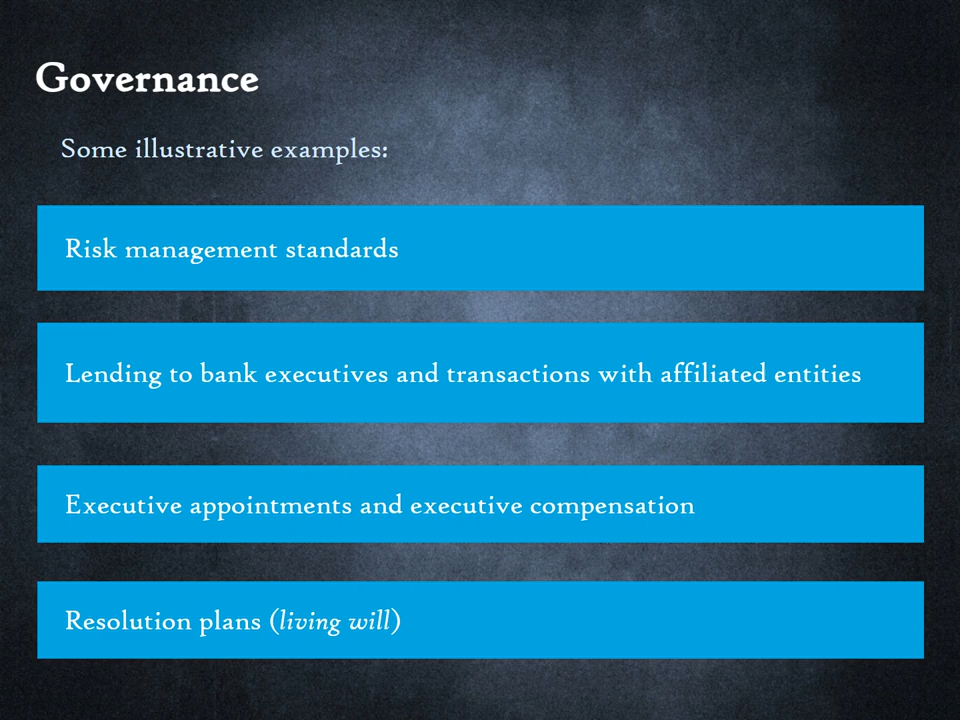 Governance
Some illustrative examples:
Risk management standards
Lending to bank executives and transactions with affiliated entities
Executive appointments and executive compensation
Resolution plans (living will)